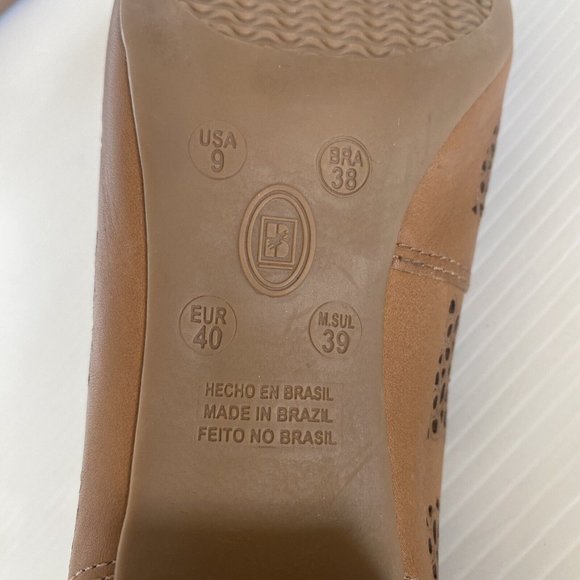 USA
9
BRA
38
EUR
40
M.SUL
39
HECHO EN BRASIL
MADE IN BRAZIL
FEITO NO BRASIL